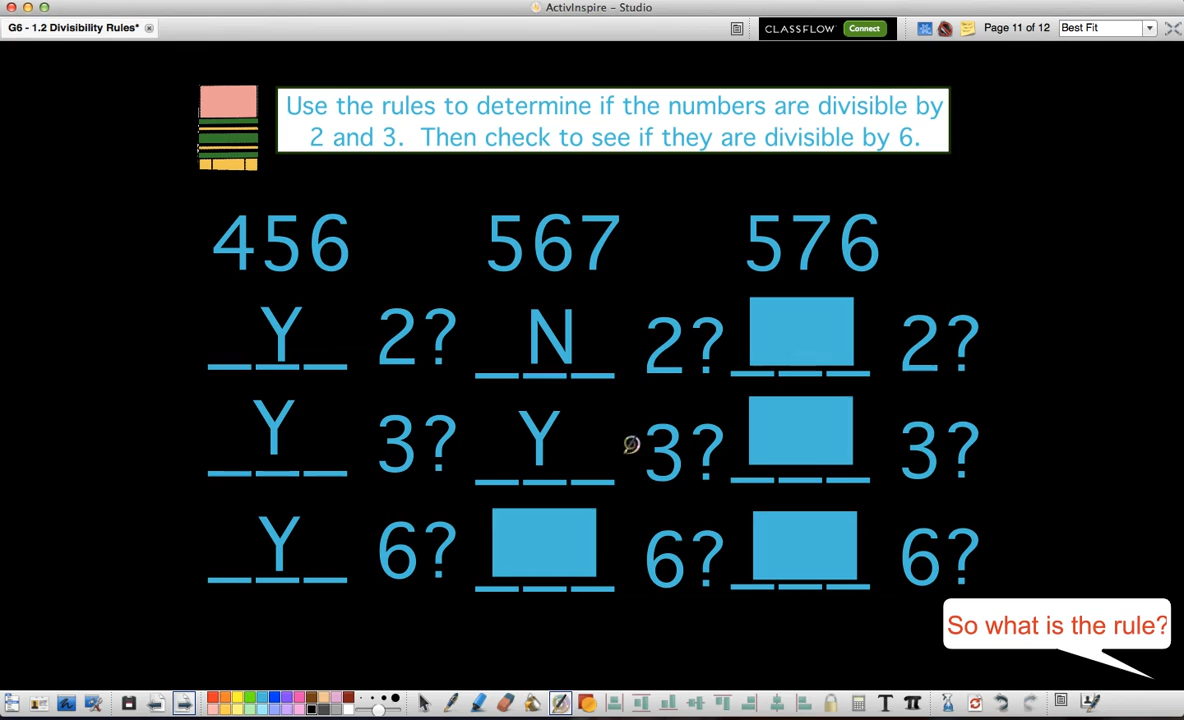 ActivInspire – Studio
G6 - 1.2 Divisibility Rules*
CLASSFLOW Connect
Page 11 of 12
Best Fit
Use the rules to determine if the numbers are divisible by
2 and 3. Then check to see if they are divisible by 6.
456 567 576
Y 2? N 2? 2?
Y 3? Y 3? 3?
Y 6? 6? 6?
So what is the rule?